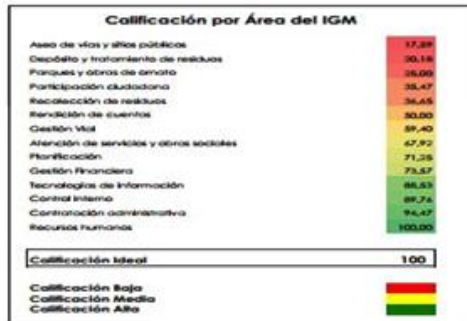 Calificación por Área del IGM
Aseo de vías y sitios públicos 17,29
Depósito y tratamiento de residuos 20,18
Parques y obras de ornato 25,00
Participación ciudadana 35,47
Recolección de residuos 36,65
Rendición de cuentas 50,00
Gestión Vial 59,40
Atención de servicios y obras sociales 67,92
Planificación 71,25
Gestión Financiera 73,57
Tecnologías de información 88,53
Control Interno 89,76
Contratación administrativa 94,47
Recursos humanos 100,00
Calificación Ideal 100
Calificación Baja
Calificación Media
Calificación Alta